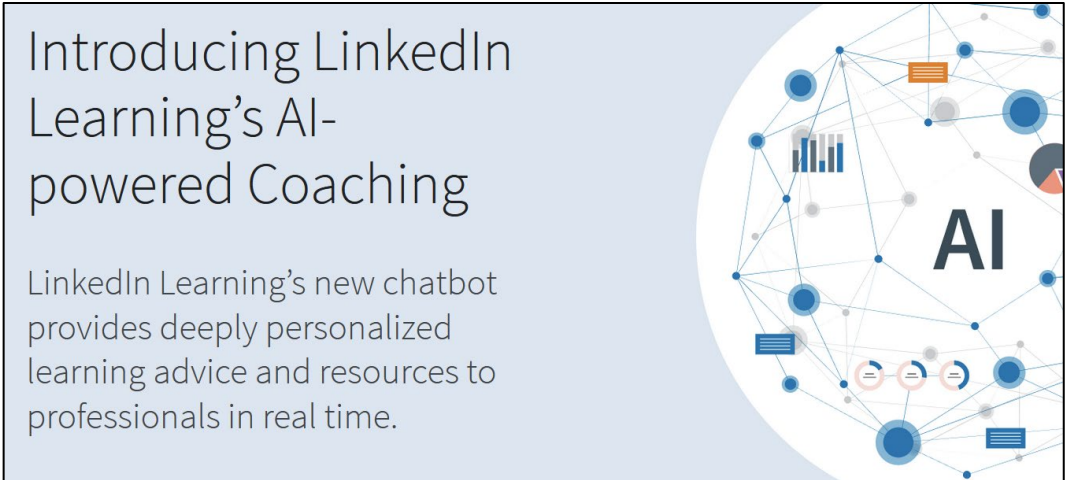 Introducing LinkedIn
Learning’s AI-
powered Coaching
LinkedIn Learning’s new chatbot
provides deeply personalized
learning advice and resources to
professionals in real time.
AI